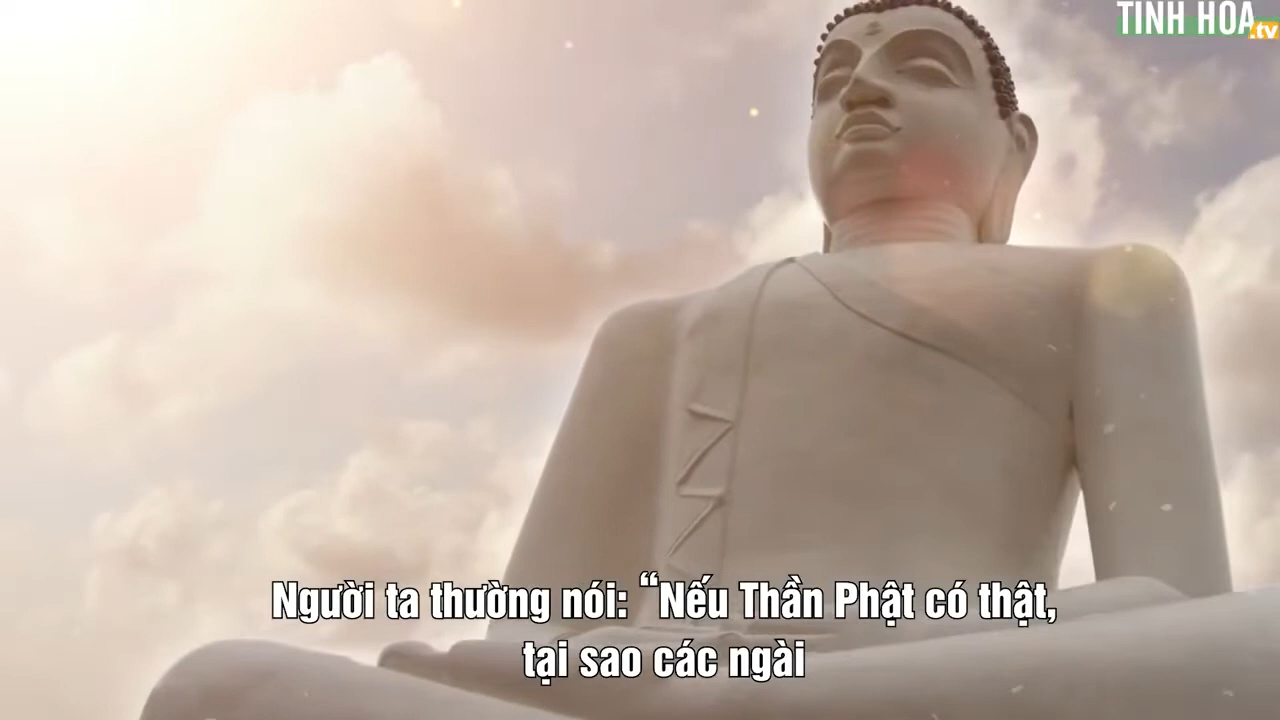 TINH HOA
.tv
Người ta thường nói: “Nếu Thần Phật có thật,
tại sao các ngài